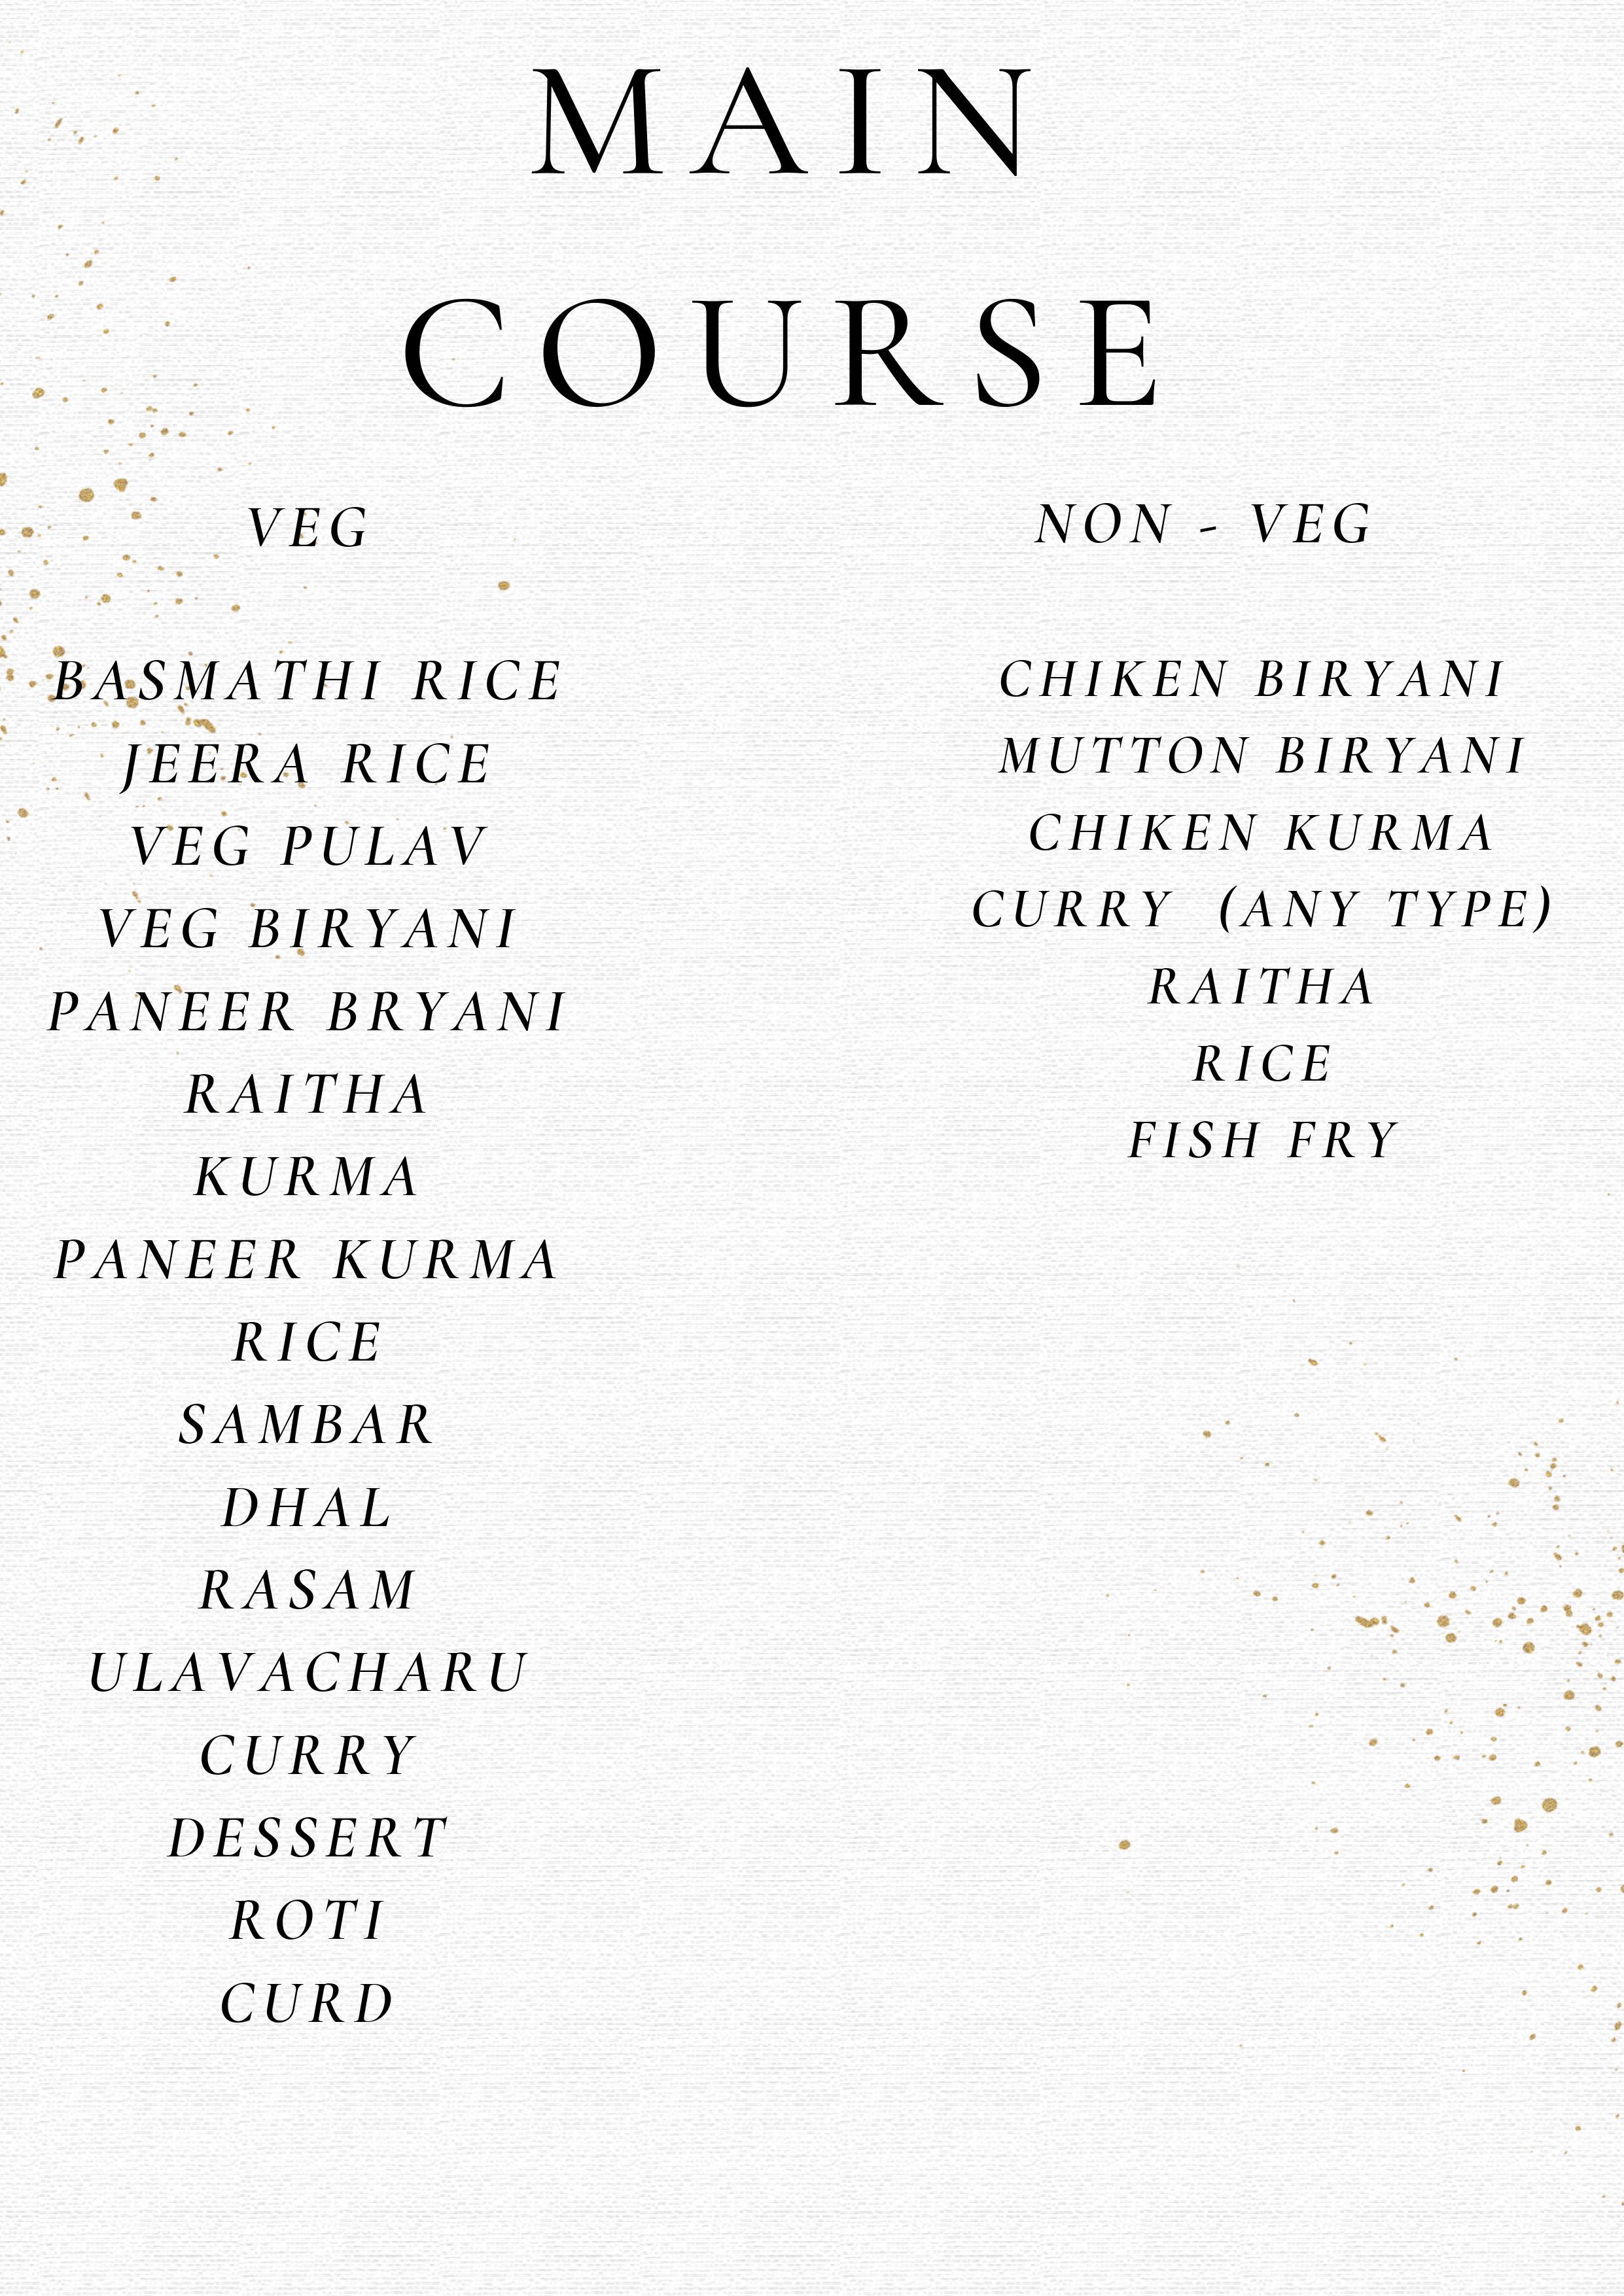 MAIN
COURSE
VEG
BASMATHI RICE
JEERA RICE
VEG PULAV
VEG BIRYANI
PANEER BRYANI
RAITHA
KURMA
PANEER KURMA
RICE
SAMBAR
DHAL
RASAM
ULAVACHARU
CURRY
DESSERT
ROTI
CURD
NON - VEG
CHIKEN BIRYANI
MUTTON BIRYANI
CHIKEN KURMA
CURRY (ANY TYPE)
RAITHA
RICE
FISH FRY